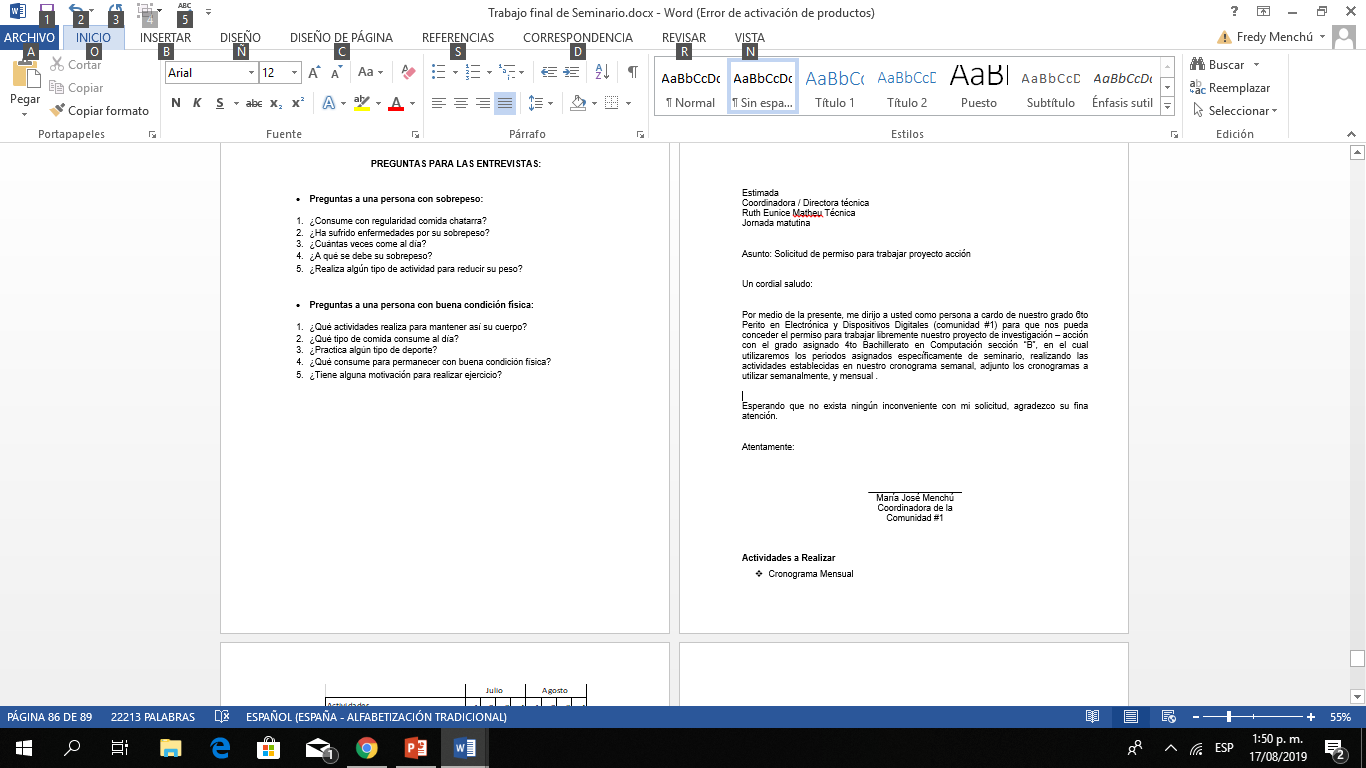 Trabajo final de Seminario.docx - Word (Error de activación de productos)
1 2 3 4 5
ARCHIVO INICIO INSERTAR DISEÑO DISEÑO DE PÁGINA REFERENCIAS CORRESPONDENCIA REVISAR VISTA
Fredy Menchú
A O B Ñ C S D R N
Pegar
Cortar
Copiar
Copiar formato
Portapapeles
Arial 12
Aa
N K S abc x₂ x²
Fuente
Párrafo
AaBbCcDc AaBbCcDc AaBbCc AaBbCcD AaBl AaBbCcD AaBbCcDc
¶ Normal ¶ Sin espa... Título 1 Título 2 Puesto Subtítulo Énfasis sutil
Estilos
Buscar
Reemplazar
Seleccionar
Edición
PREGUNTAS PARA LAS ENTREVISTAS:
• Preguntas a una persona con sobrepeso:
1. ¿Consume con regularidad comida chatarra?
2. ¿Ha sufrido enfermedades por su sobrepeso?
3. ¿Cuántas veces come al día?
4. ¿A qué se debe su sobrepeso?
5. ¿Realiza algún tipo de actividad para reducir su peso?
• Preguntas a una persona con buena condición física:
1. ¿Qué actividades realiza para mantener así su cuerpo?
2. ¿Qué tipo de comida consume al día?
3. ¿Practica algún tipo de deporte?
4. ¿Qué consume para permanecer con buena condición física?
5. ¿Tiene alguna motivación para realizar ejercicio?
Estimada
Coordinadora / Directora técnica
Ruth Eunice Matheu Técnica
Jornada matutina
Asunto: Solicitud de permiso para trabajar proyecto acción
Un cordial saludo:
Por medio de la presente, me dirijo a usted como persona a cardo de nuestro grado 6to
Perito en Electrónica y Dispositivos Digitales (comunidad #1) para que nos pueda
conceder el permiso para trabajar libremente nuestro proyecto de investigación – acción
con el grado asignado 4to Bachillerato en Computación sección "B", en el cual
utilizaremos los periodos asignados específicamente de seminario, realizando las
actividades establecidas en nuestro cronograma semanal, adjunto los cronogramas a
utilizar semanalmente, y mensual .
Esperando que no exista ningún inconveniente con mi solicitud, agradezco su fina
atención.
Atentamente:
María José Menchú
Coordinadora de la
Comunidad #1
Actividades a Realizar
❖ Cronograma Mensual
Julio Agosto
Actividades
PÁGINA 86 DE 89 22213 PALABRAS ESPAÑOL (ESPAÑA - ALFABETIZACIÓN TRADICIONAL) 55%
1 ESP 1:50 p. m.
17/08/2019 2